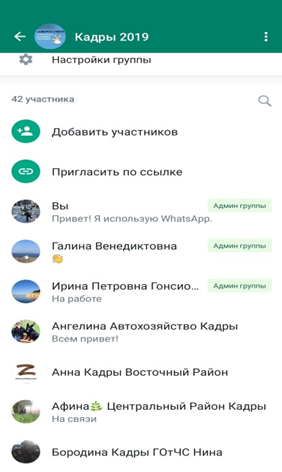 Кадры 2019
Настройки группы
42 участника
Добавить участников
Пригласить по ссылке
Вы
Админ группы
Привет! Я использую WhatsApp.
Галина Венедиктовна
Админ группы
👏
Ирина Петровна Гонсио...
Админ группы
На работе
Ангелина Автохозяйство Кадры
Всем привет!
Анна Кадры Восточный Район
Афина🌲 Центральный Район Кадры
На связи
Бородина Кадры ГОтЧС Нина